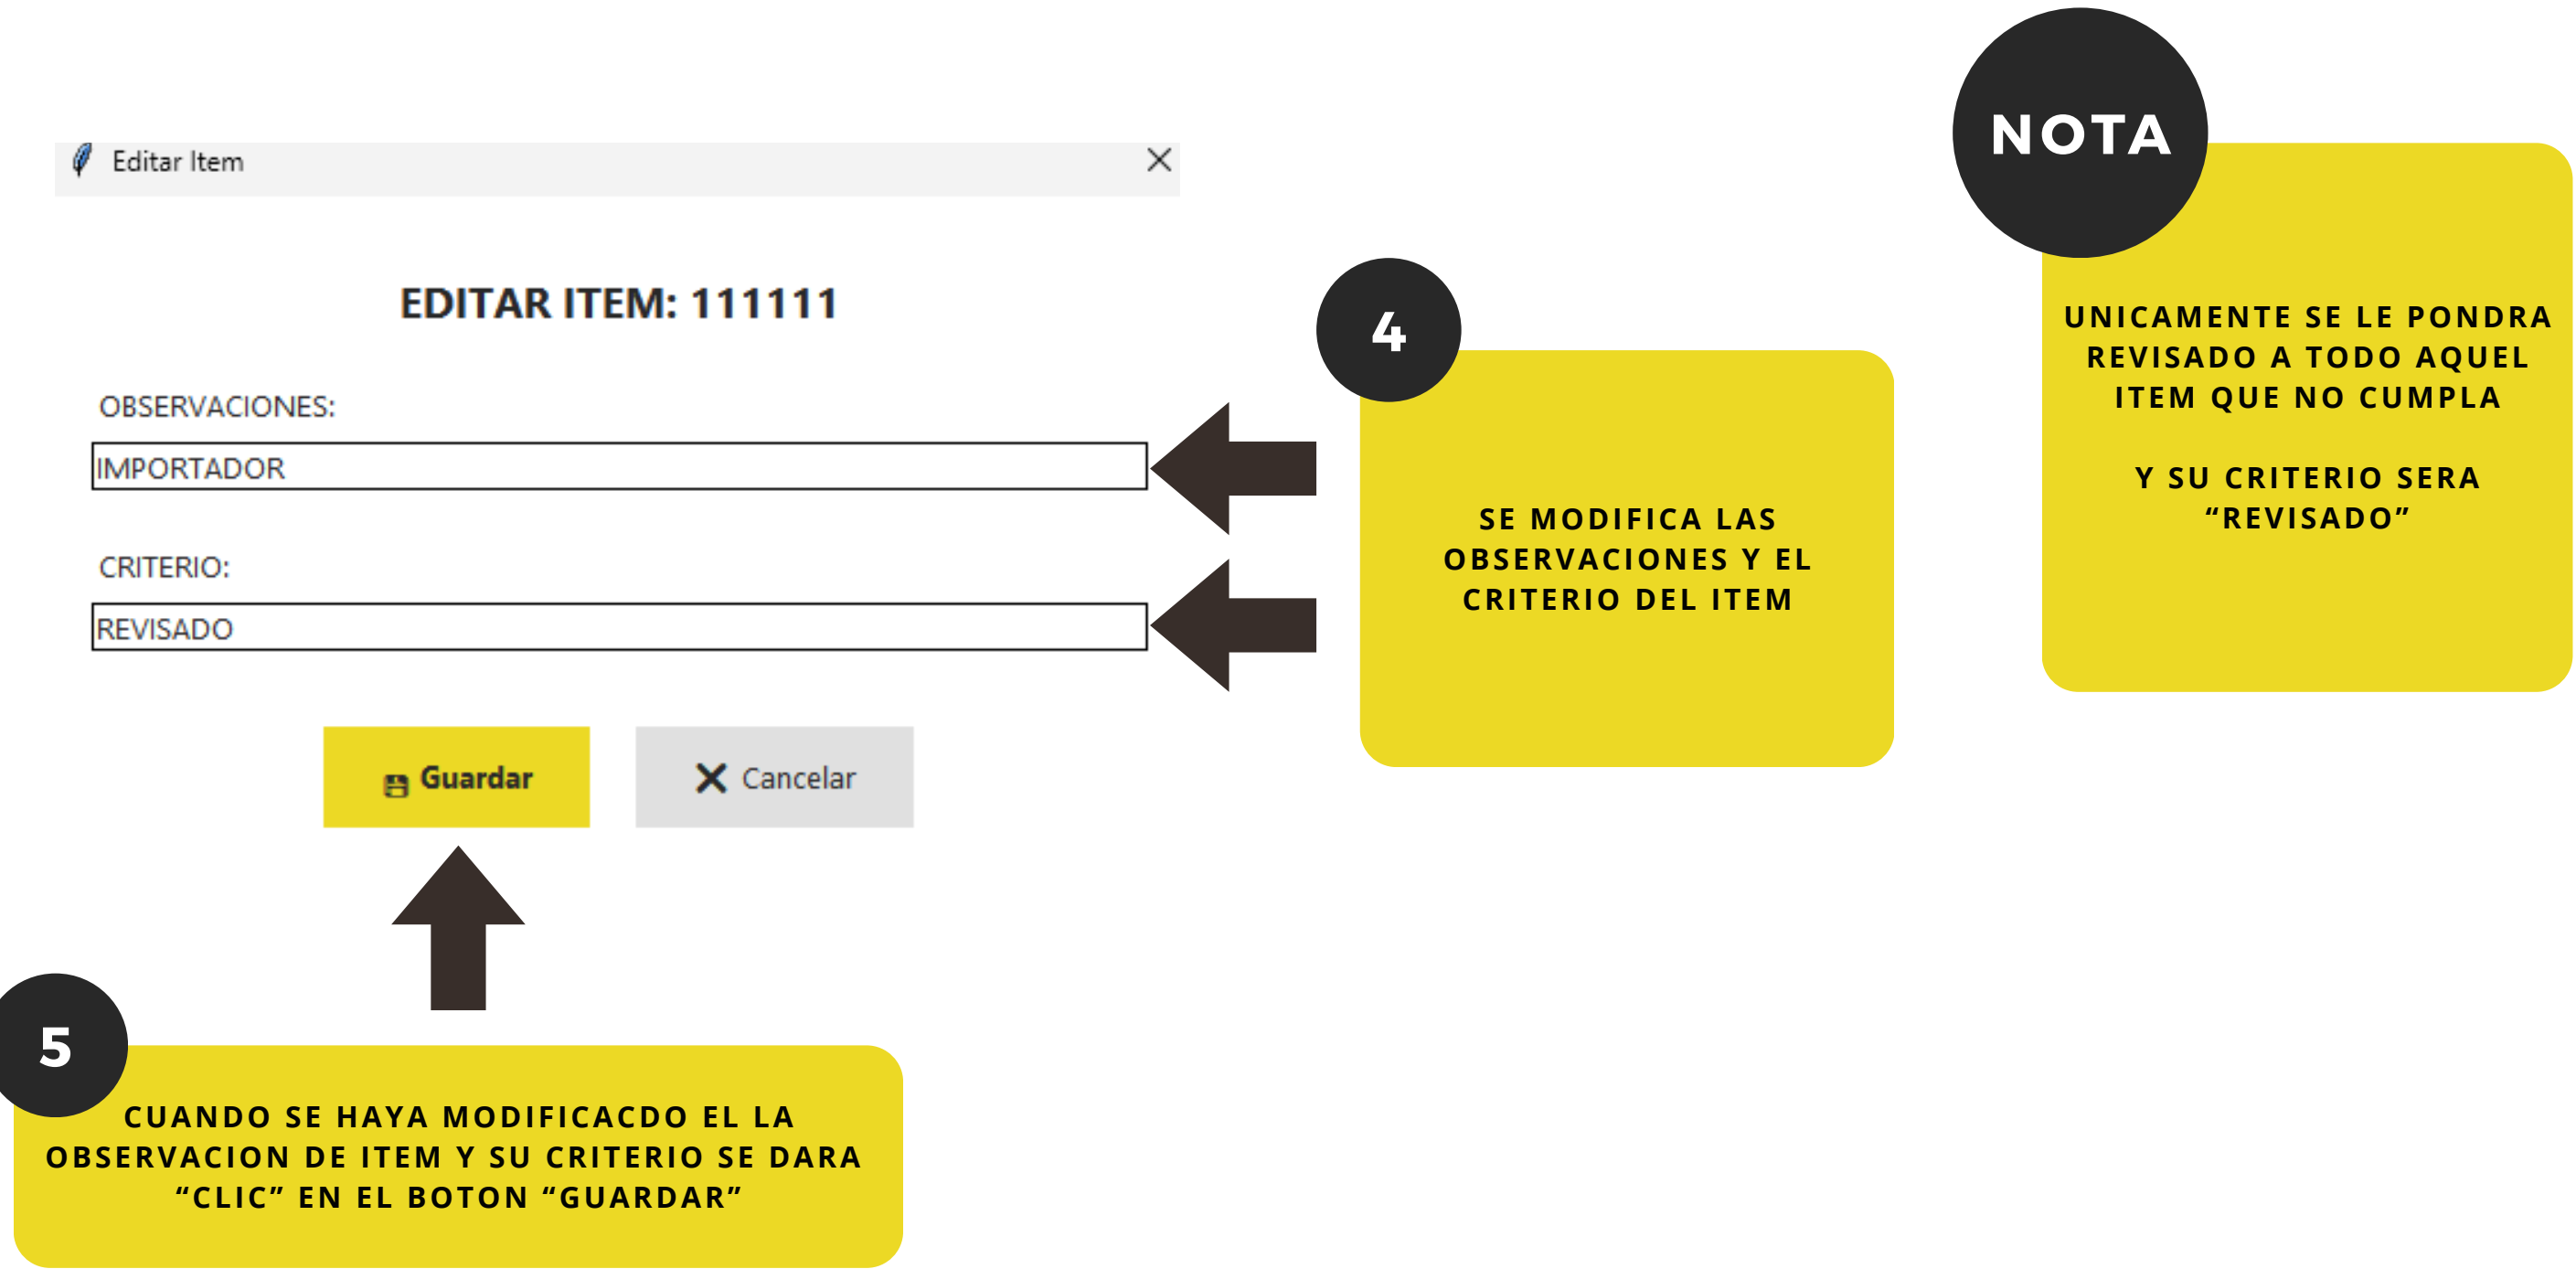 Editar Item
EDITAR ITEM: 111111
OBSERVACIONES:
IMPORTADOR
CRITERIO:
REVISADO
Guardar
Cancelar
4
SE MODIFICA LAS
OBSERVACIONES Y EL
CRITERIO DEL ITEM
NOTA
UNICAMENTE SE LE PONDRA
REVISADO A TODO AQUEL
ITEM QUE NO CUMPLA
Y SU CRITERIO SERA
“REVISADO”
5
CUANDO SE HAYA MODIFICACDO EL LA
OBSERVACION DE ITEM Y SU CRITERIO SE DARA
“CLIC” EN EL BOTON “GUARDAR”